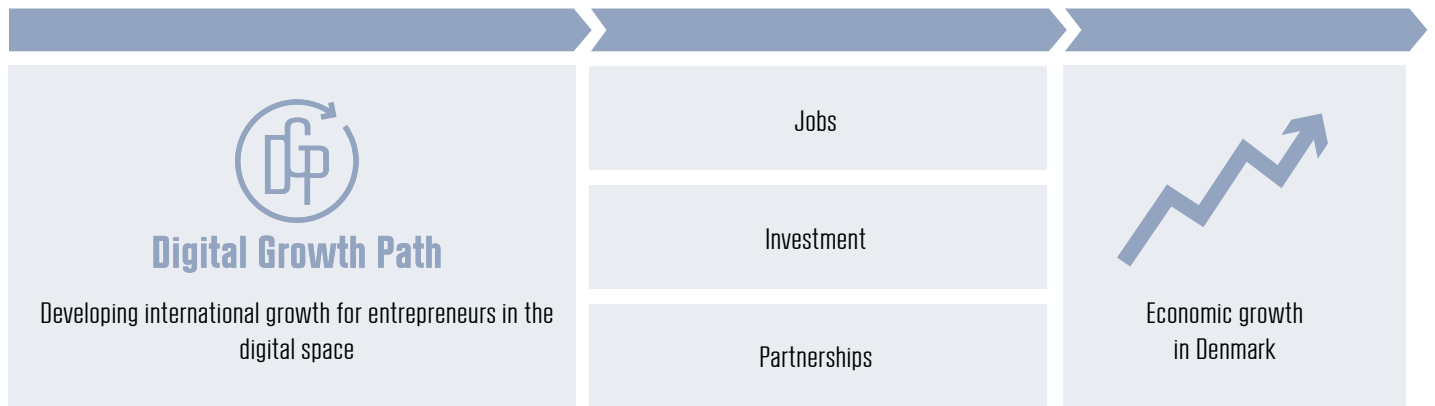 DGP
Digital Growth Path
Developing international growth for entrepreneurs in the
digital space
Jobs
Investment
Partnerships
Economic growth
in Denmark